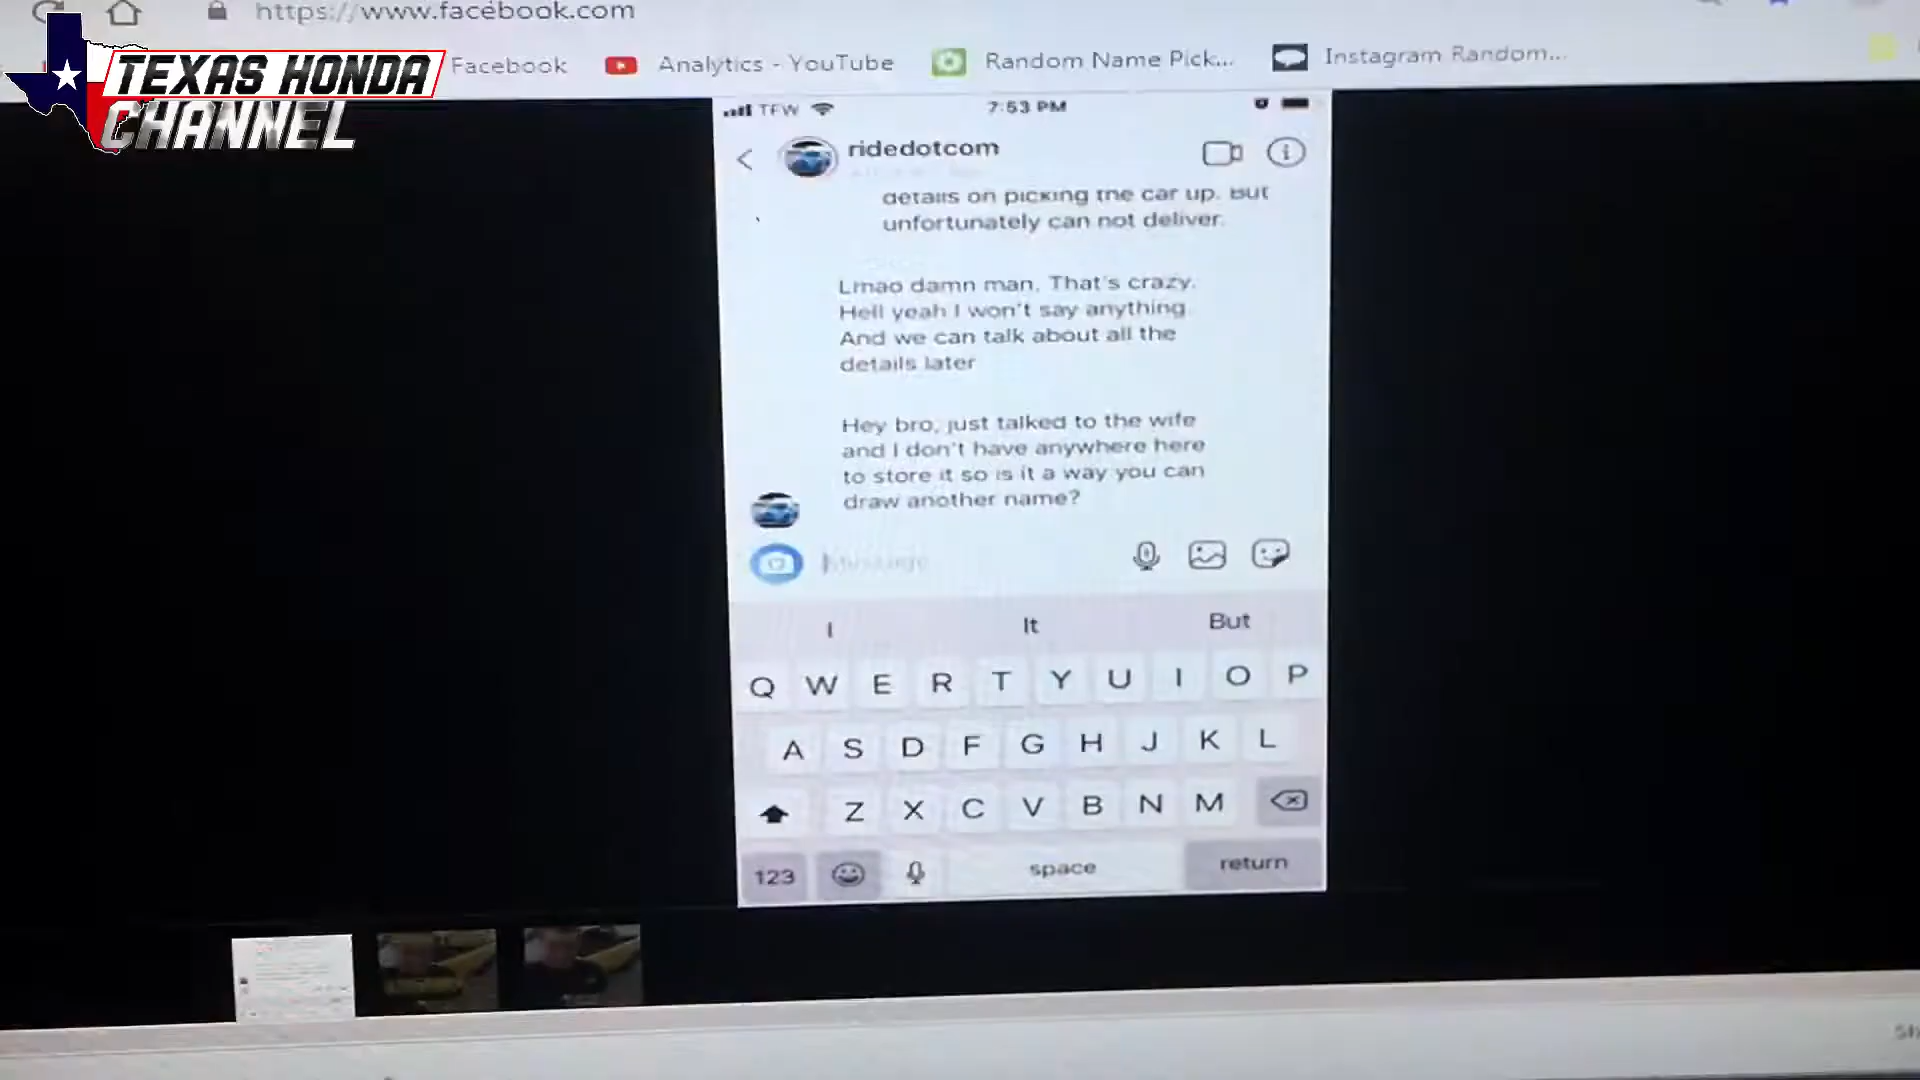 https://www.facebook.com
TEXAS HONDA
CHANNEL
Facebook
Analytics - YouTube
Random Name Pick...
Instagram Random...
TFW
7:53 PM
ridedotcom
details on picking the car up. But
unfortunately can not deliver.
Lmao damn man. That's crazy.
Hell yeah I won't say anything
And we can talk about all the
details later
Hey bro, just talked to the wife
and I don't have anywhere here
to store it so is it a way you can
draw another name?
Message
I
It
But
Q W E R T Y U I O P
A S D F G H J K L
Z X C V B N M
123
space
return